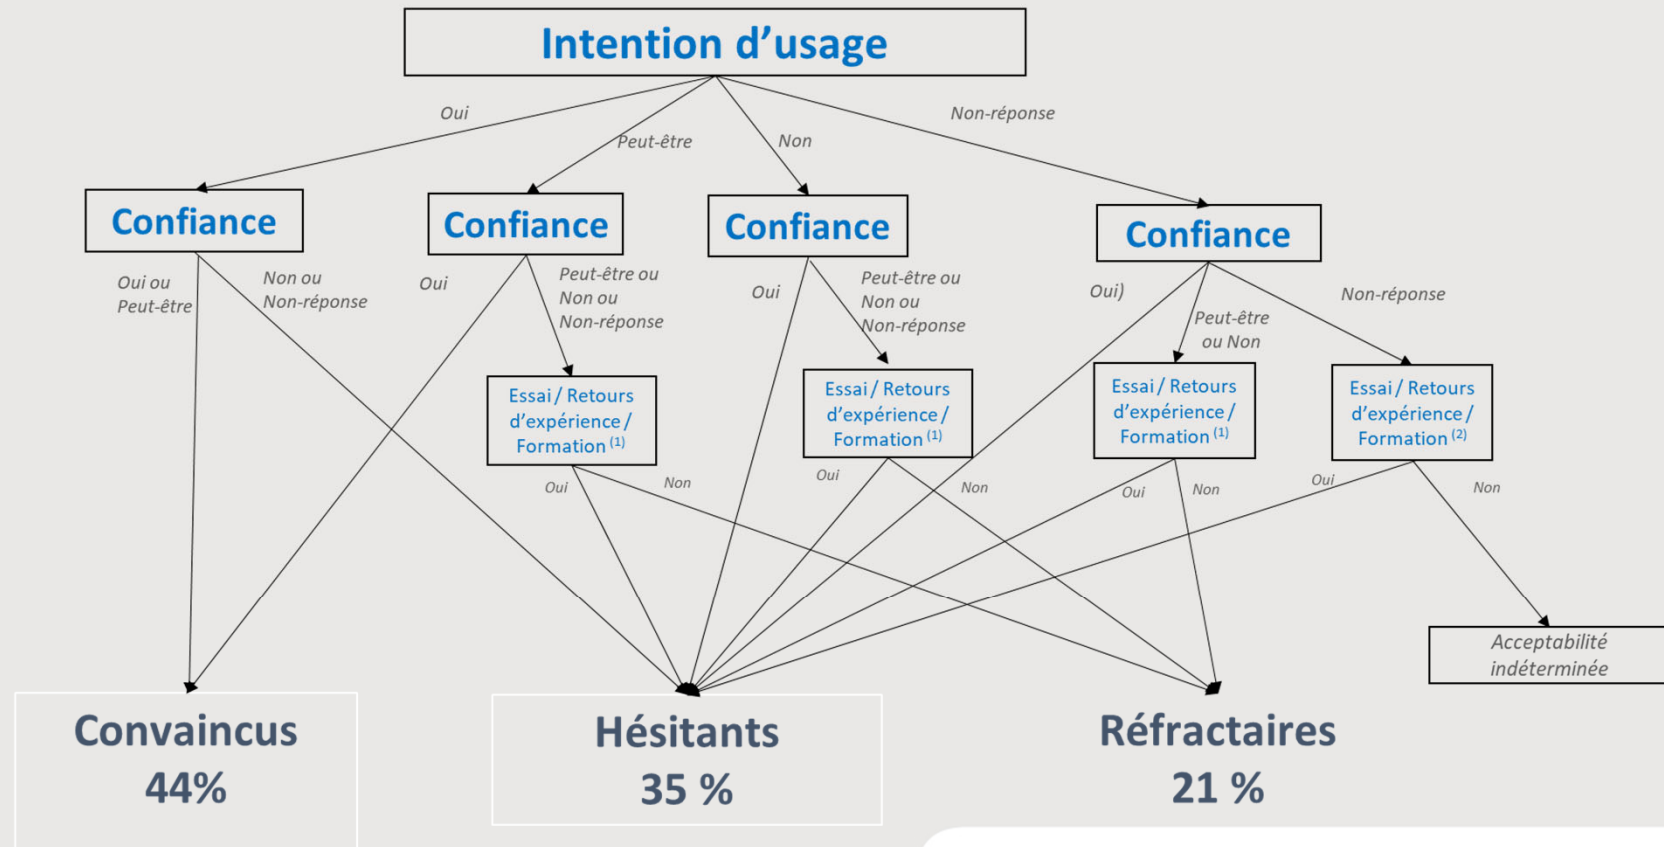 Intention d’usage
Oui
Peut-être
Non
Non-réponse
Confiance
Confiance
Confiance
Confiance
Oui ou
Peut-être
Non ou
Non-réponse
Oui
Peut-être ou
Non ou
Non-réponse
Oui
Peut-être ou
Non ou
Non-réponse
Oui)
Peut-être
ou Non
Non-réponse
Essai / Retours
d’expérience /
Formation (1)
Essai / Retours
d’expérience /
Formation (1)
Essai / Retours
d’expérience /
Formation (1)
Essai / Retours
d’expérience /
Formation (2)
Oui
Non
Oui
Non
Oui
Non
Oui
Non
Acceptabilité
indéterminée
Convaincus
44%
Hésitants
35 %
Réfractaires
21 %